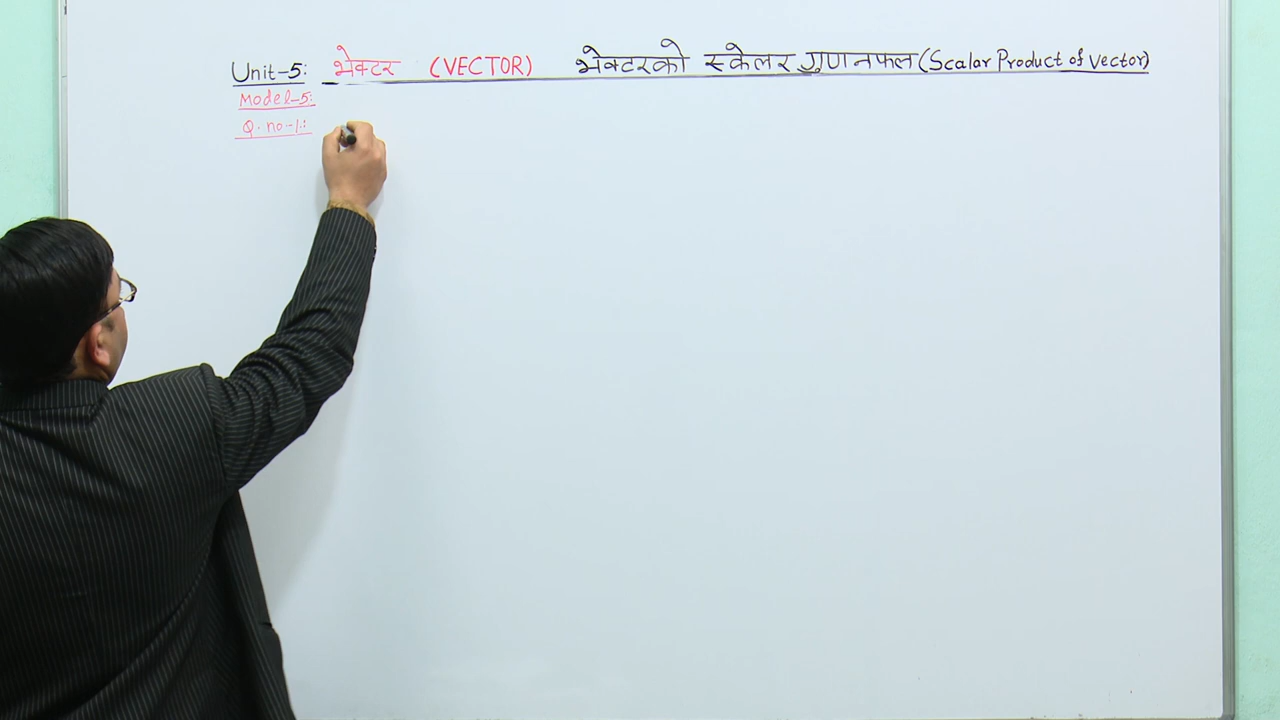 Unit-5: भेक्टर (VECTOR) भेक्टरको स्केलर गुणनफल (Scalar Product of Vector)
Model-5:
Q.no-1: